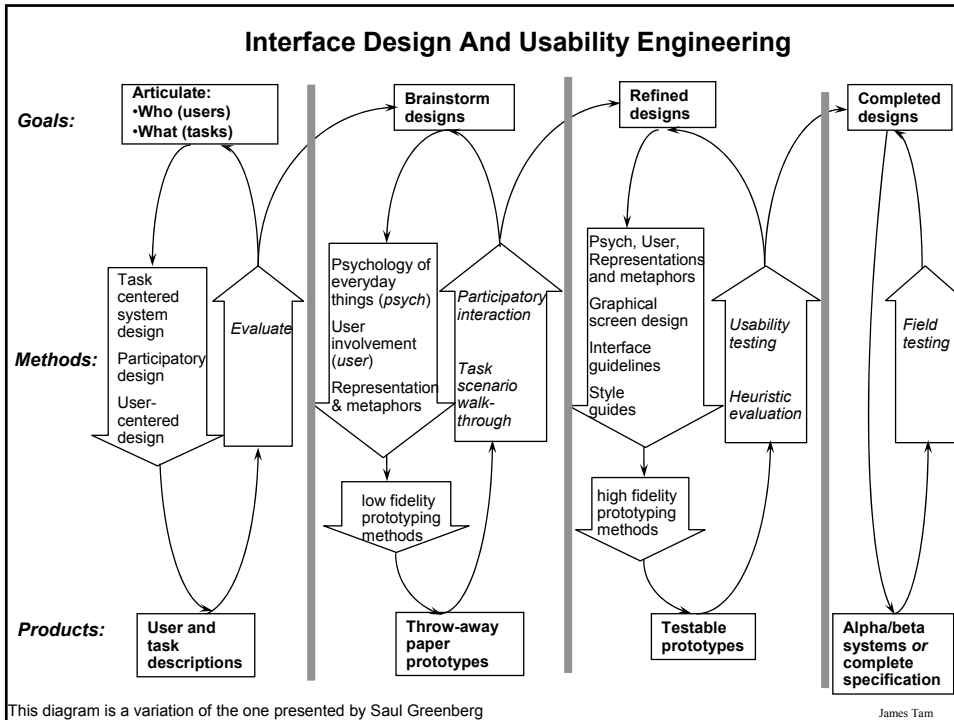 Interface Design And Usability Engineering
Goals:
Articulate:
•Who (users)
•What (tasks)
Brainstorm
designs
Refined
designs
Completed
designs
Methods:
Task
centered
system
design
Participatory
design
User-
centered
design
Evaluate
Psychology of
everyday
things (psych)
User
involvement
(user)
Representation
& metaphors
low fidelity
prototyping
methods
Participatory
interaction
Task
scenario
walk-
through
Psych, User,
Representations
and metaphors
Graphical
screen design
Interface
guidelines
Style
guides
high fidelity
prototyping
methods
Usability
testing
Heuristic
evaluation
Field
testing
Products:
User and
task
descriptions
Throw-away
paper
prototypes
Testable
prototypes
Alpha/beta
systems or
complete
specification
This diagram is a variation of the one presented by Saul Greenberg
James Tam